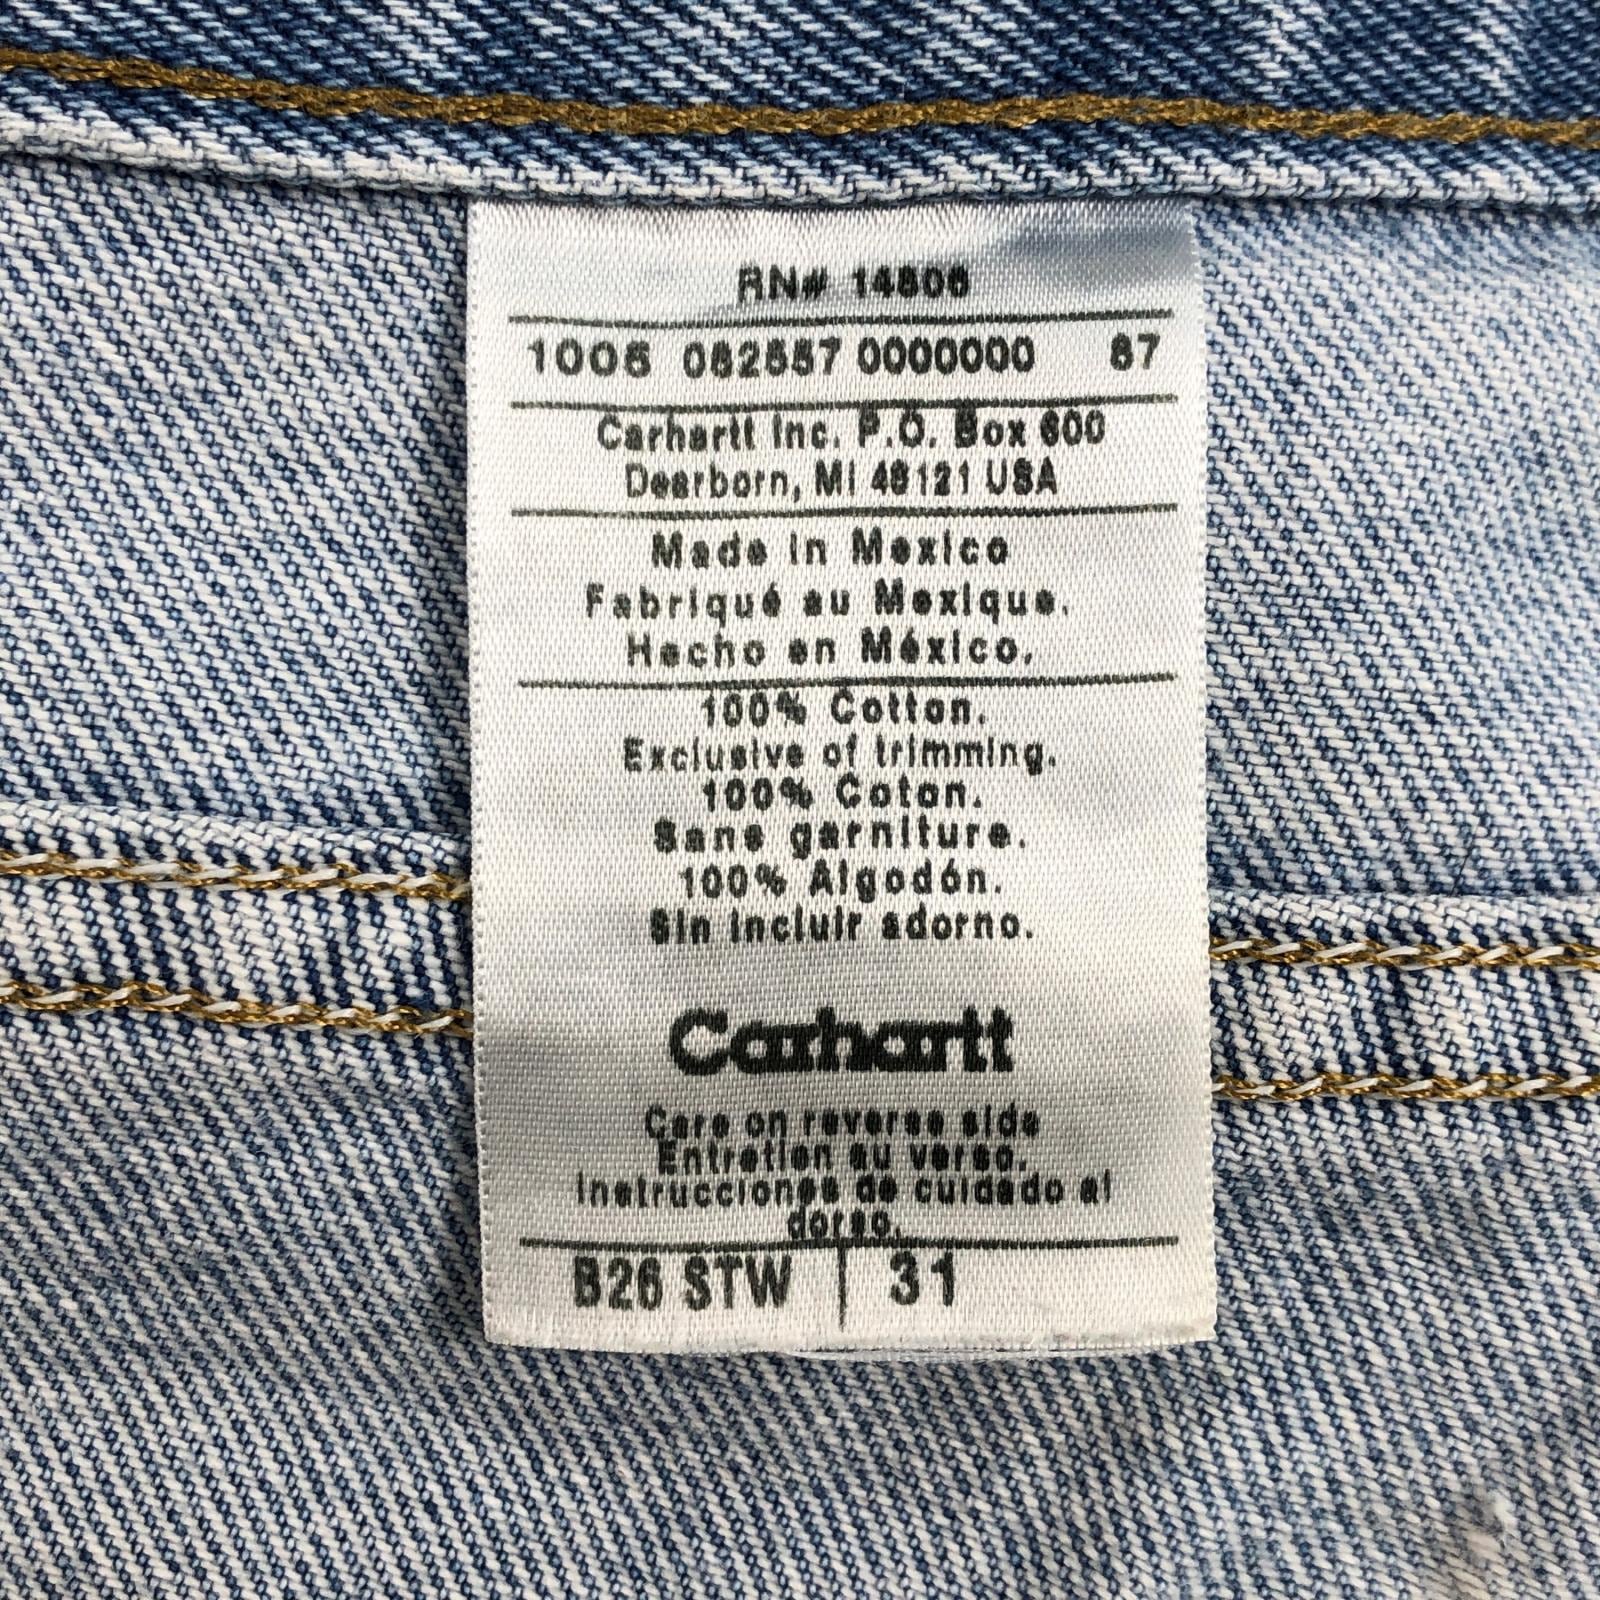 RN# 14806
1006 082887 0000000 87
Carhartt Inc. P.O. Box 600
Dearborn, MI 48121 USA
Made in Mexico
Fabriqué au Mexique.
Hecho en México.
100% Cotton.
Exclusive of trimming.
100% Coton.
Sans garniture.
100% Algodón.
Sin incluir adorno.
Carhartt
Care on reverse side
Entretien au verso.
Instrucciones de cuidado al
dorso.
B26 STW 31